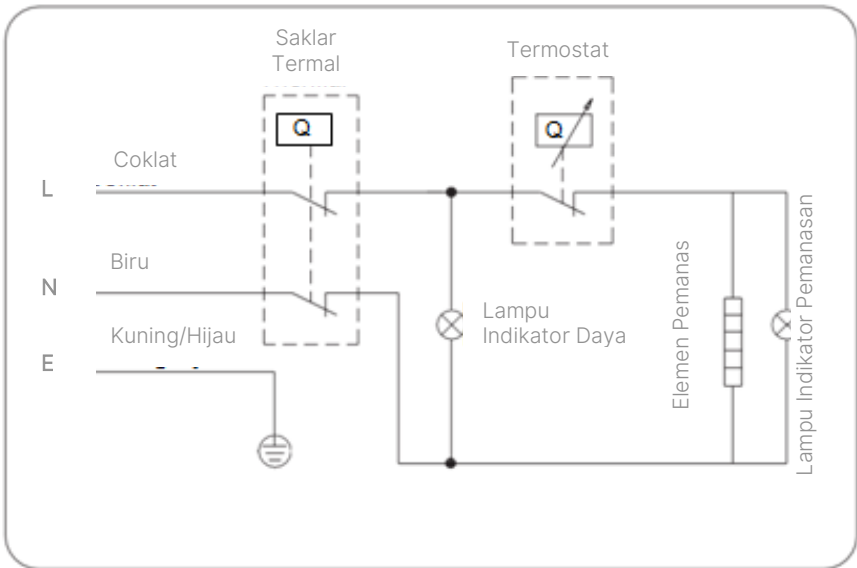 Saklar
Termal
Termostat
Q
Q
Coklat
L
Biru
N
Kuning/Hijau
E
Lampu
Indikator Daya
Elemen Pemanas
Lampu Indikator Pemanasan